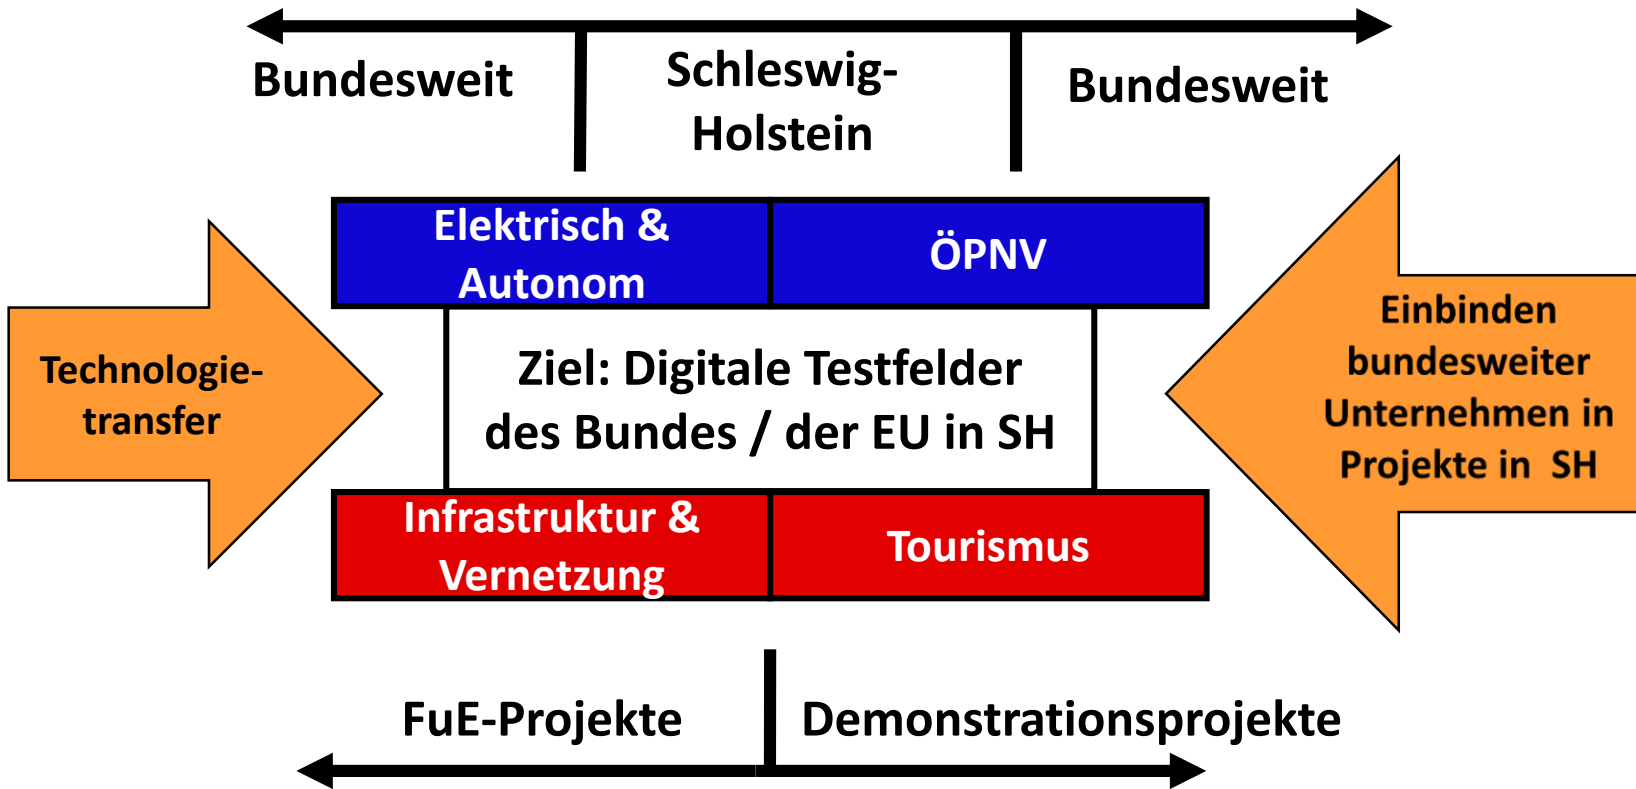 Bundesweit
Schleswig-
Holstein
Bundesweit
Elektrisch &
Autonom
ÖPNV
Technologie-
transfer
Ziel: Digitale Testfelder
des Bundes / der EU in SH
Einbinden
bundesweiter
Unternehmen in
Projekte in  SH
Infrastruktur &
Vernetzung
Tourismus
FuE-Projekte
Demonstrationsprojekte